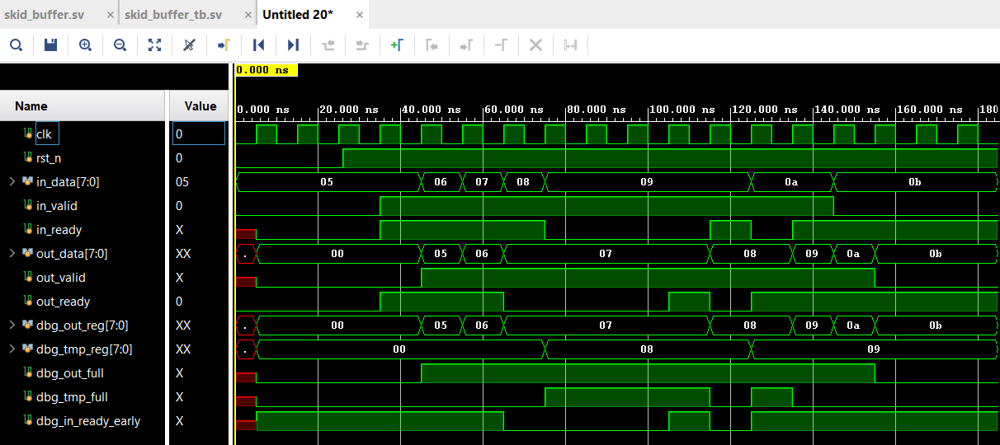 skid_buffer.sv × skid_buffer_tb.sv × Untitled 20* ×
0.000 ns
Name Value
0.000 ns 20.000 ns 40.000 ns 60.000 ns 80.000 ns 100.000 ns 120.000 ns 140.000 ns 160.000 ns 180
clk 0
rst_n 0
in_data[7:0] 05 05 06 07 08 09 0a 0b
in_valid 0
in_ready X
out_data[7:0] XX . 00 05 06 07 08 09 0a 0b
out_valid X
out_ready 0
dbg_out_reg[7:0] XX . 00 05 06 07 08 09 0a 0b
dbg_tmp_reg[7:0] XX . 00 08 09
dbg_out_full X
dbg_tmp_full X
dbg_in_ready_early X